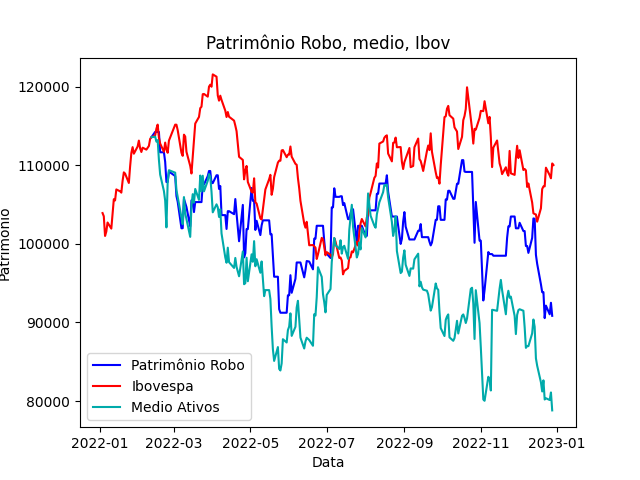 Patrimônio Robo, medio, Ibov
120000
110000
100000
90000
80000
Patrimonio
Patrimônio Robo
Ibovespa
Medio Ativos
2022-01
2022-03
2022-05
2022-07
2022-09
2022-11
2023-01
Data